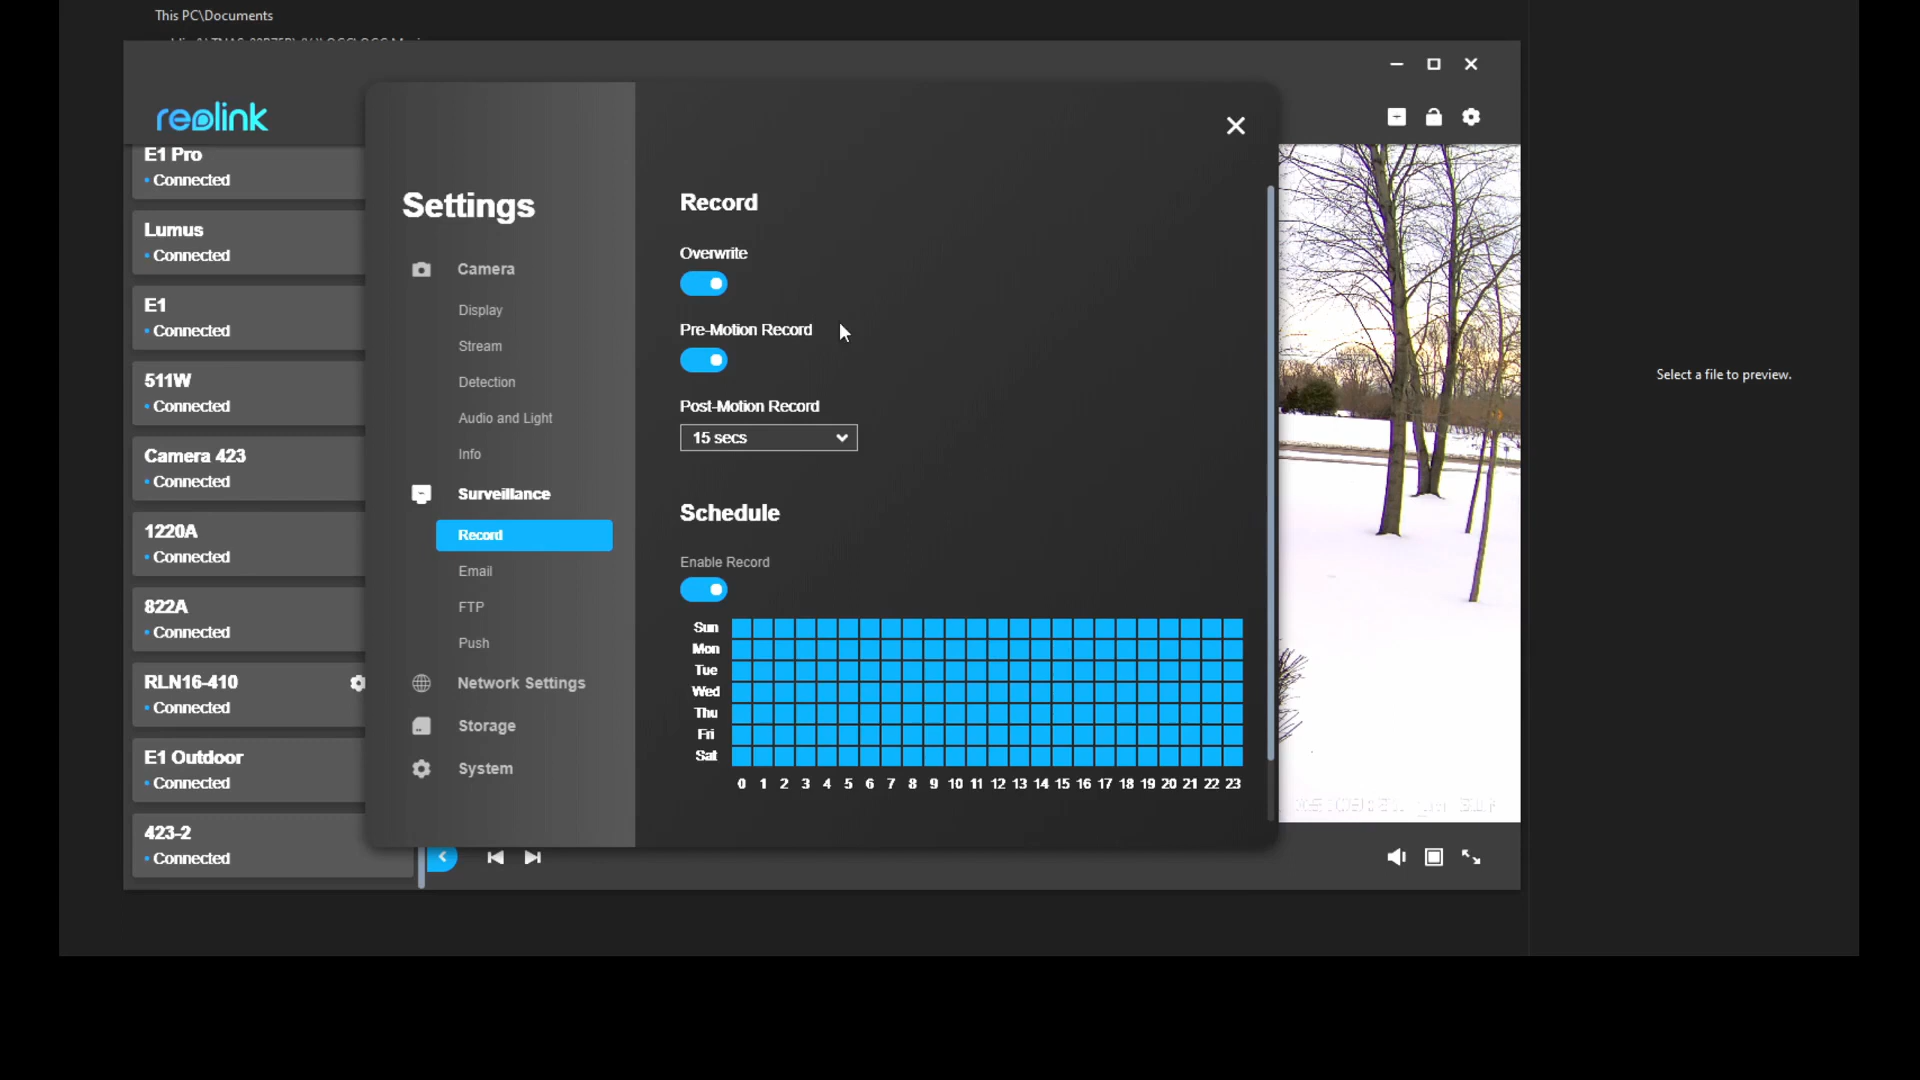 This PC\Documents
reolink
E1 Pro
Connected
Lumus
Connected
E1
Connected
511W
Connected
Camera 423
Connected
1220A
Connected
822A
Connected
RLN16-410
Connected
E1 Outdoor
Connected
423-2
Connected
Settings
Camera
Display
Stream
Detection
Audio and Light
Info
Surveillance
Record
Email
FTP
Push
Network Settings
Storage
System
Record
Overwrite
Pre-Motion Record
Post-Motion Record
15 secs
Schedule
Enable Record
Sun
Mon
Tue
Wed
Thu
Fri
Sat
0 1 2 3 4 5 6 7 8 9 10 11 12 13 14 15 16 17 18 19 20 21 22 23
Select a file to preview.